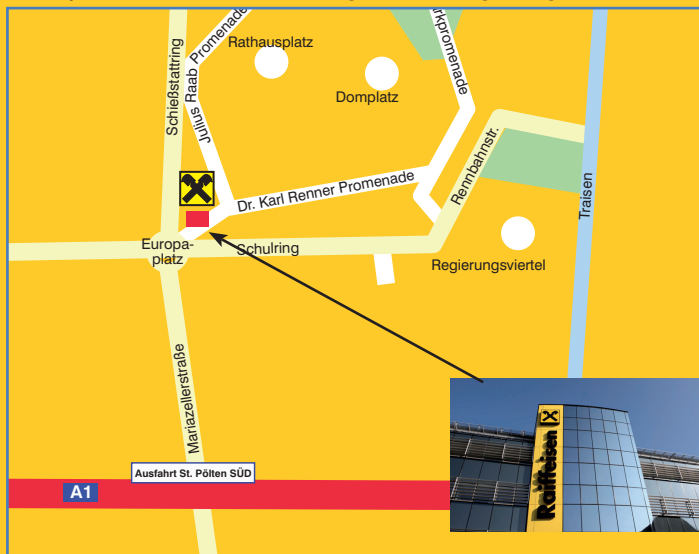 Schießstattring
Julius Raab Promenade
Rathausplatz
Domplatz
rkpromenade
Rennbahnstr.
Traisen
Dr. Karl Renner Promenade
Europa-
platz
Schulring
Regierungsviertel
Mariazellerstraße
Ausfahrt St. Pölten SÜD
A1
Raiffeisen